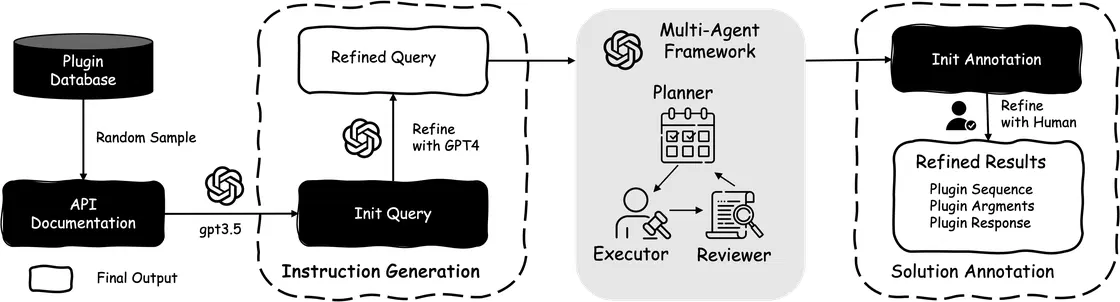 Plugin
Database
Random Sample
API
Documentation
Final Output
gpt3.5
Refined Query
Refine
with GPT4
Init Query
Instruction Generation
Multi-Agent
Framework
Planner
Executor
Reviewer
Init Annotation
Refine
with Human
Refined Results
Plugin Sequence
Plugin Argments
Plugin Response
Solution Annotation